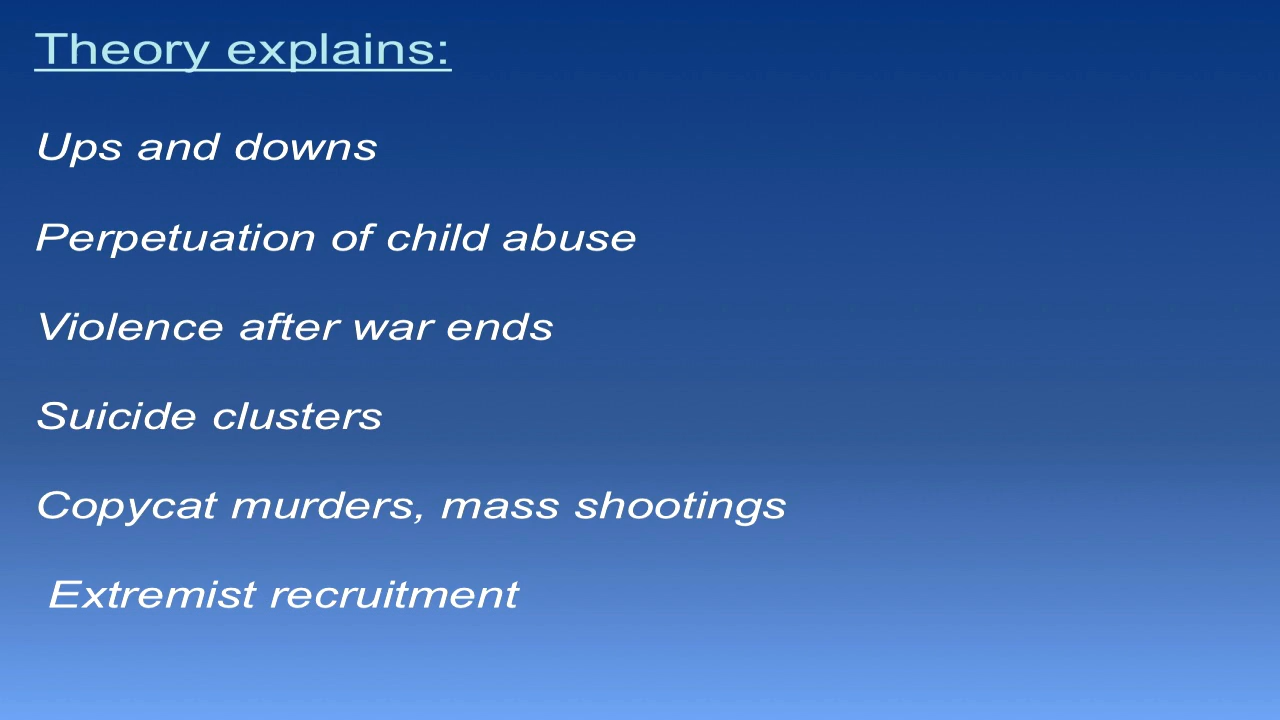 Theory explains:
Ups and downs
Perpetuation of child abuse
Violence after war ends
Suicide clusters
Copycat murders, mass shootings
Extremist recruitment